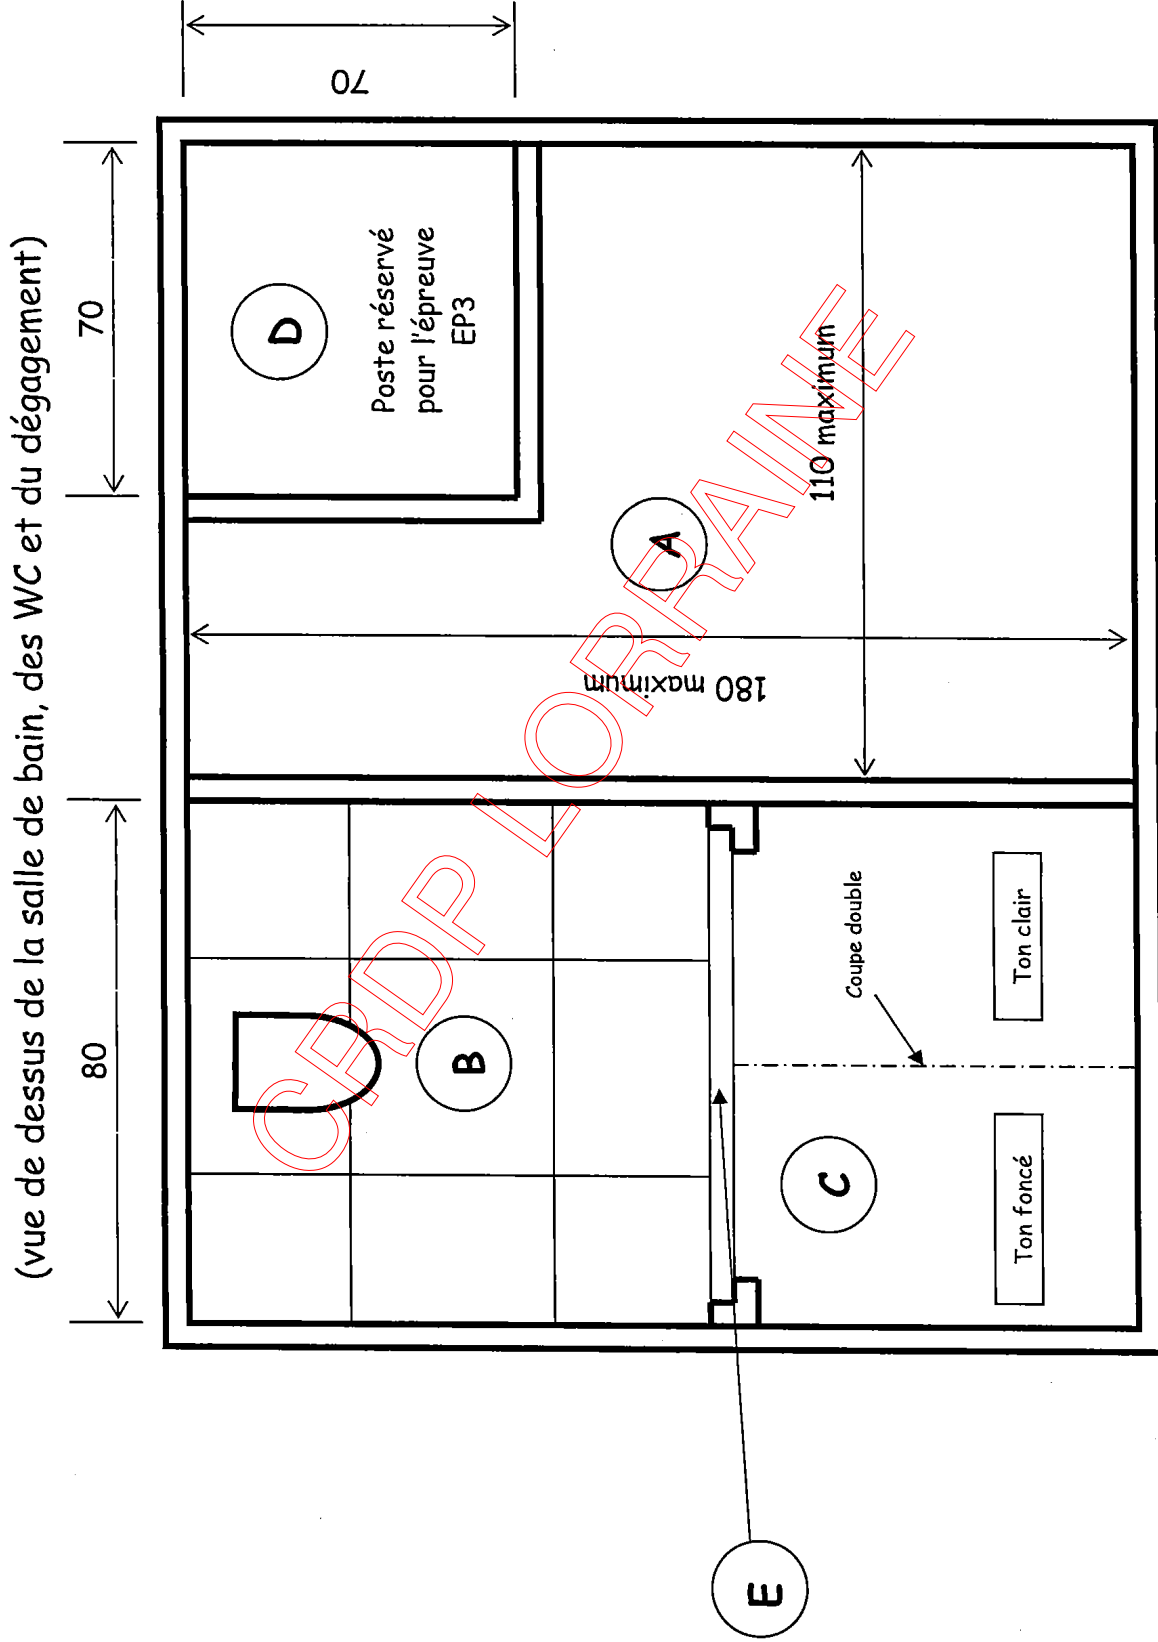 (vue de dessus de la salle de bain, des WC et du dégagement)
80
70
70
D
Poste réservé
pour l'épreuve
EP3
B
A
180 maximum
110 maximum
Coupe double
C
Ton foncé
Ton clair
E
CRDP LORRAINE